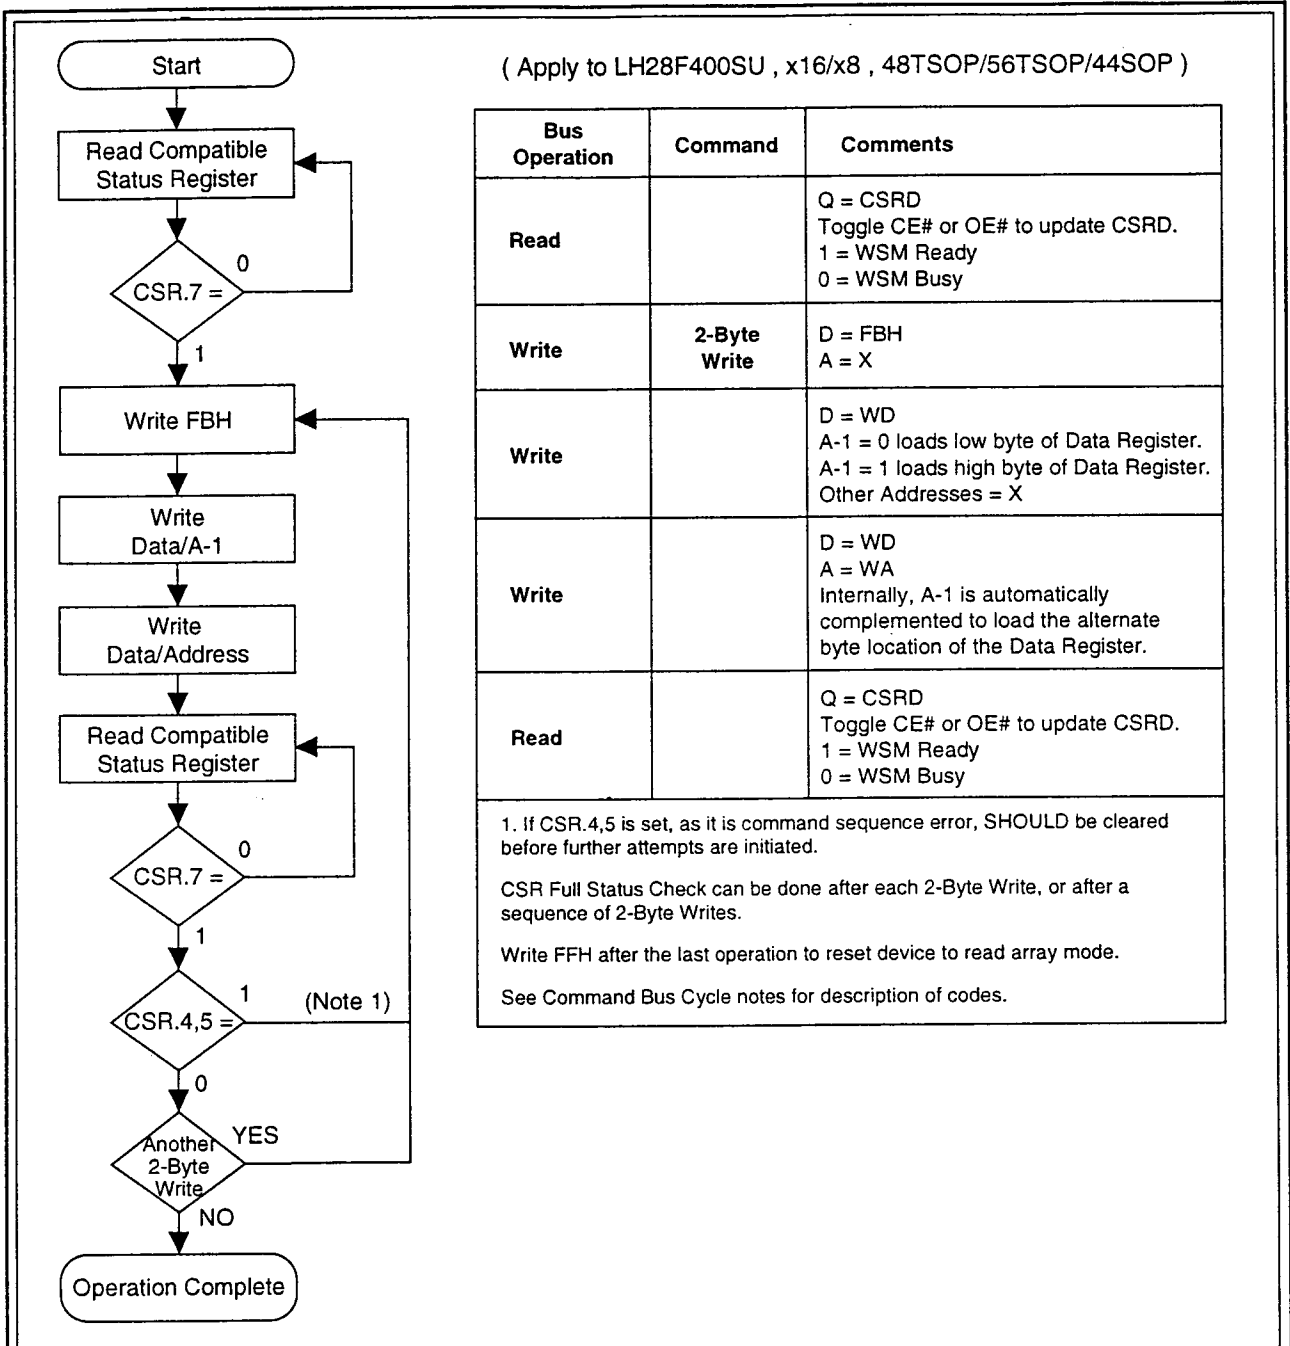 Start
Read Compatible
Status Register
0
CSR.7 =
1
Write FBH
Write
Data/A-1
Write
Data/Address
Read Compatible
Status Register
0
CSR.7 =
1
1
(Note 1)
CSR.4,5 =
0
YES
Another
2-Byte
Write
NO
Operation Complete
( Apply to LH28F400SU , x16/x8 , 48TSOP/56TSOP/44SOP )
Bus
Operation
Command
Comments
Read
Q = CSRD
Toggle CE# or OE# to update CSRD.
1 = WSM Ready
0 = WSM Busy
Write
2-Byte
Write
D = FBH
A = X
Write
D = WD
A-1 = 0 loads low byte of Data Register.
A-1 = 1 loads high byte of Data Register.
Other Addresses = X
Write
D = WD
A = WA
Internally, A-1 is automatically
complemented to load the alternate
byte location of the Data Register.
Read
Q = CSRD
Toggle CE# or OE# to update CSRD.
1 = WSM Ready
0 = WSM Busy
1. If CSR.4,5 is set, as it is command sequence error, SHOULD be cleared
before further attempts are initiated.
CSR Full Status Check can be done after each 2-Byte Write, or after a
sequence of 2-Byte Writes.
Write FFH after the last operation to reset device to read array mode.
See Command Bus Cycle notes for description of codes.